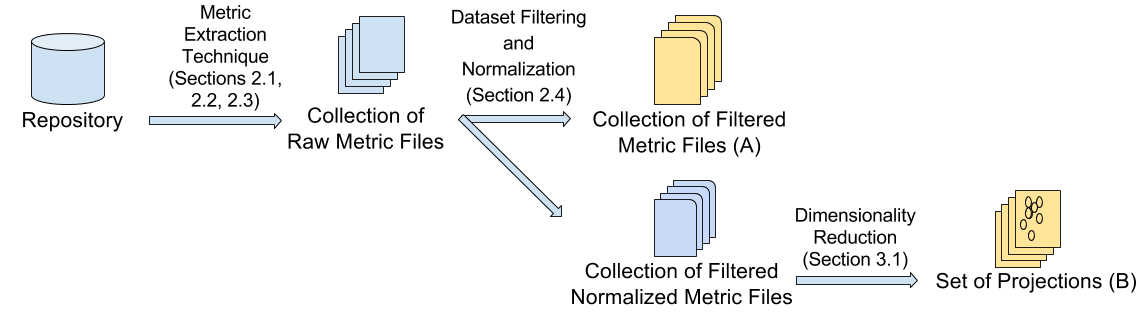 Repository
Metric
Extraction
Technique
(Sections 2.1,
2.2, 2.3)
Collection of
Raw Metric Files
Dataset Filtering
and
Normalization
(Section 2.4)
Collection of Filtered
Metric Files (A)
Collection of Filtered
Normalized Metric Files
Dimensionality
Reduction
(Section 3.1)
Set of Projections (B)